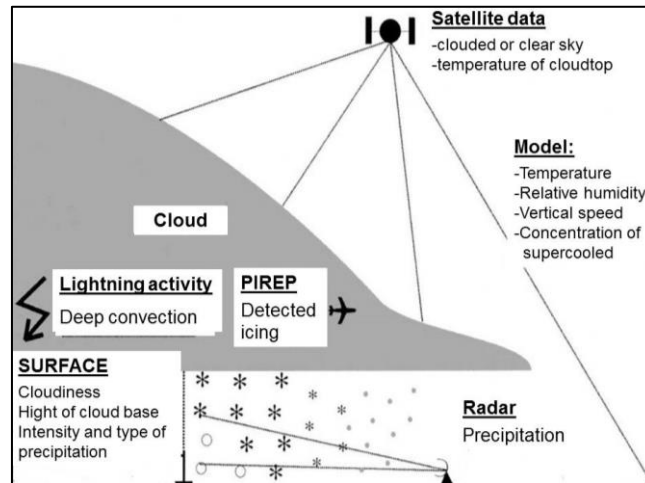 Satellite data
-clouded or clear sky
-temperature of cloudtop
Model:
-Temperature
-Relative humidity
-Vertical speed
-Concentration of
supercooled
Cloud
Lightning activity
Deep convection
PIREP
Detected
icing
SURFACE
Cloudiness
Hight of cloud base
Intensity and type of
precipitation
Radar
Precipitation